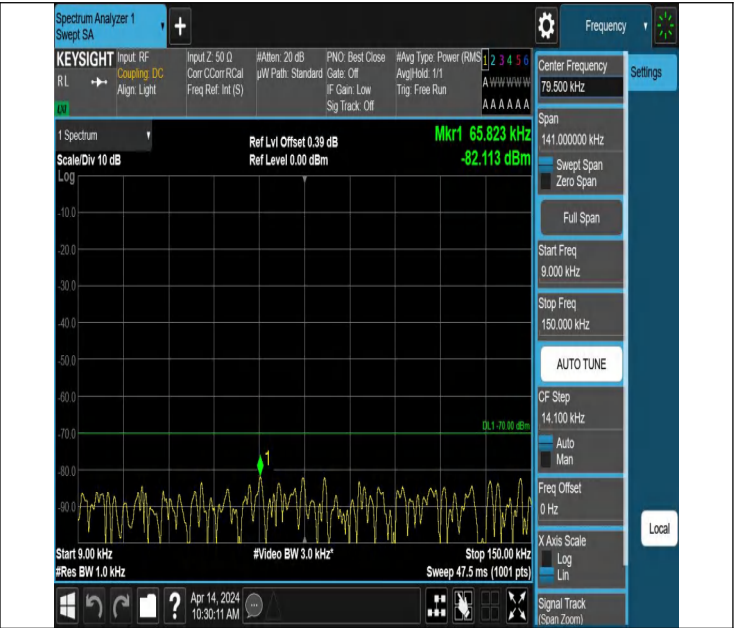 Spectrum Analyzer 1
Swept SA
+
Frequency
KEYSIGHT
RL
Input: RF
Coupling: DC
Align: Light
Input Z: 50 Ω
Corr CCorr RCal
Freq Ref: Int (S)
#Atten: 20 dB
µW Path: Standard
PNO: Best Close
Gate: Off
IF Gain: Low
Sig Track: Off
#Avg Type: Power (RMS
Avg|Hold: 1/1
Trig: Free Run
1 2 3 4 5 6
A W W W W W
A A A A A A
1 Spectrum
Scale/Div 10 dB
Log
Ref Lvl Offset 0.39 dB
Ref Level 0.00 dBm
Mkr1 65.823 kHz
-82.113 dBm
-10.0
-20.0
-30.0
-40.0
-50.0
-60.0
-70.0
-80.0
-90.0
DL1 -70.00 dBm
1
Start 9.00 kHz
#Res BW 1.0 kHz
#Video BW 3.0 kHz*
Stop 150.00 kHz
Sweep 47.5 ms (1001 pts)
Center Frequency
79.500 kHz
Settings
Span
141.000000 kHz
Swept Span
Zero Span
Full Span
Start Freq
9.000 kHz
Stop Freq
150.000 kHz
AUTO TUNE
CF Step
14.100 kHz
Auto
Man
Freq Offset
0 Hz
X Axis Scale
Log
Lin
Local
Signal Track
(Span Zoom)
?
Apr 14, 2024
10:30:11 AM